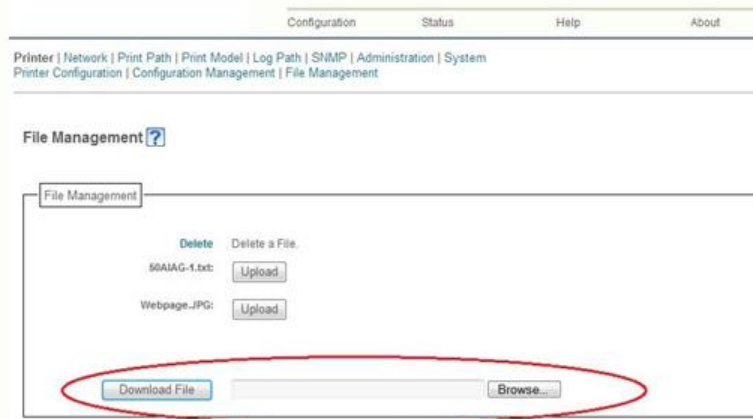 Configuration Status Help About
Printer | Network | Print Path | Print Model | Log Path | SNMP | Administration | System
Printer Configuration | Configuration Management | File Management
File Management ?
File Management
Delete Delete a File.
50AIAG-1.txt: Upload
Webpage.JPG: Upload
Download File Browse...